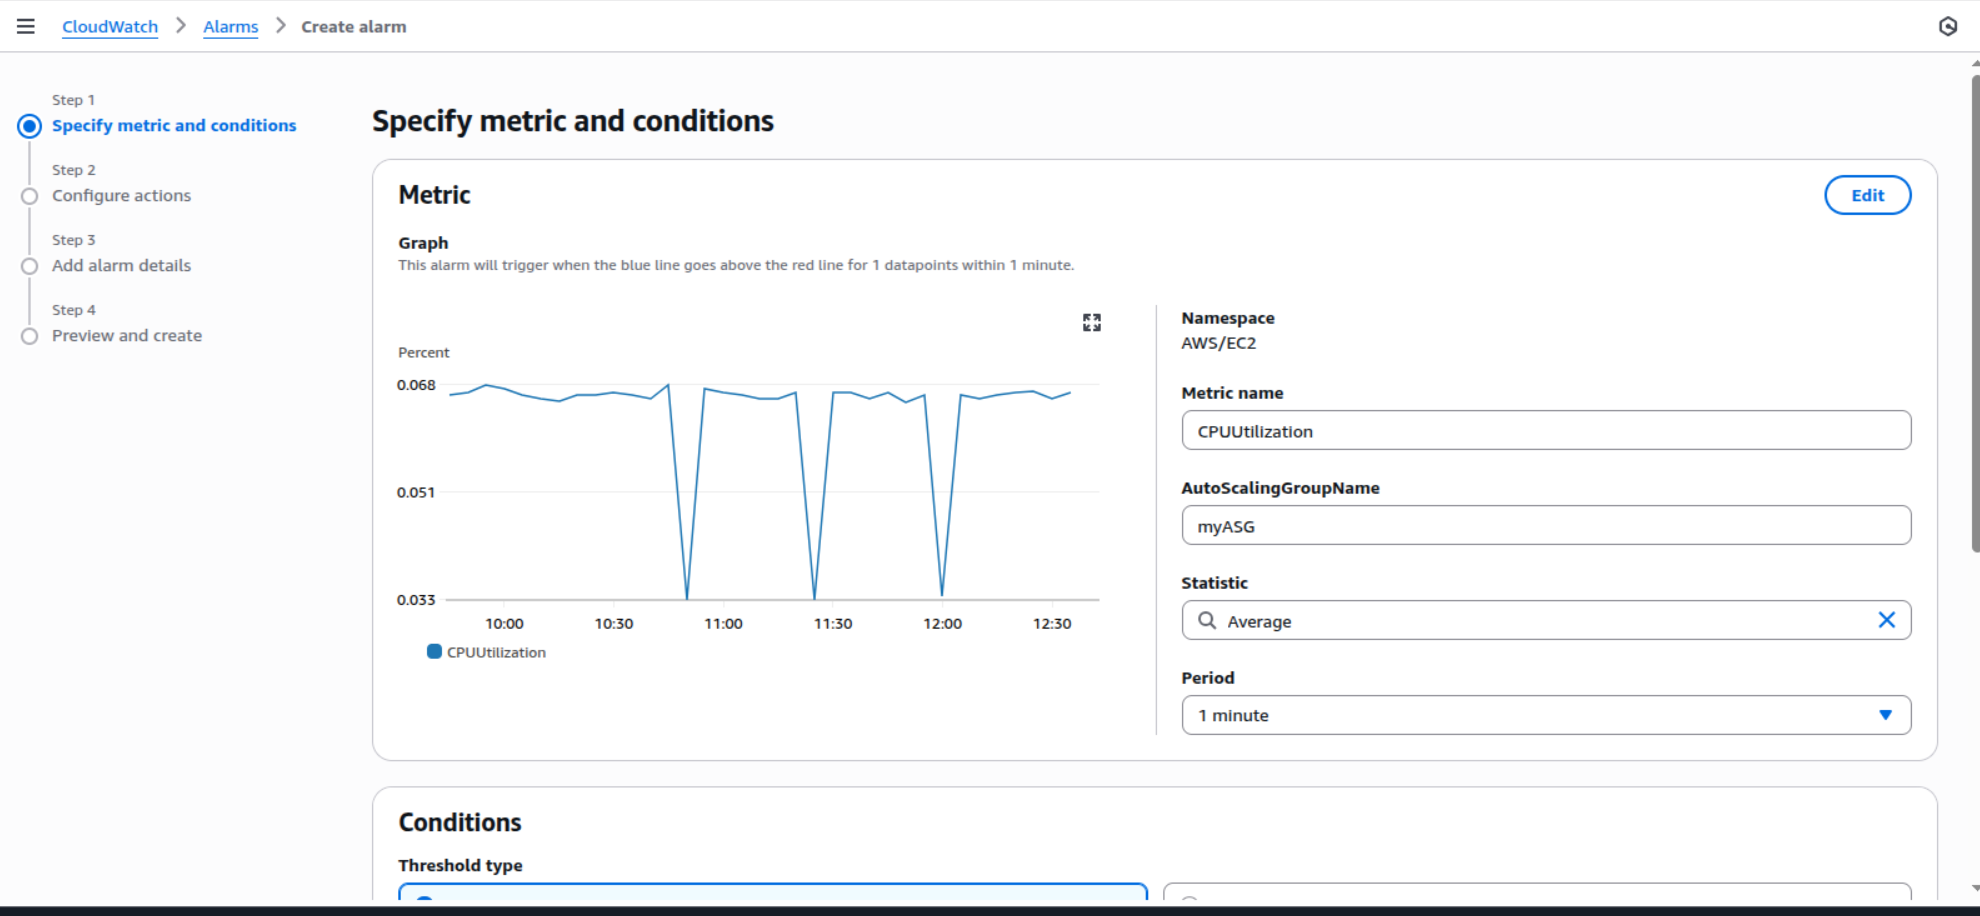 CloudWatch > Alarms > Create alarm
Step 1
Specify metric and conditions
Step 2
Configure actions
Step 3
Add alarm details
Step 4
Preview and create
Specify metric and conditions
Metric
Edit
Graph
This alarm will trigger when the blue line goes above the red line for 1 datapoints within 1 minute.
Percent
0.068
0.051
0.033
10:00 10:30 11:00 11:30 12:00 12:30
CPUUtilization
Namespace
AWS/EC2
Metric name
CPUUtilization
AutoScalingGroupName
myASG
Statistic
Average
Period
1 minute
Conditions
Threshold type